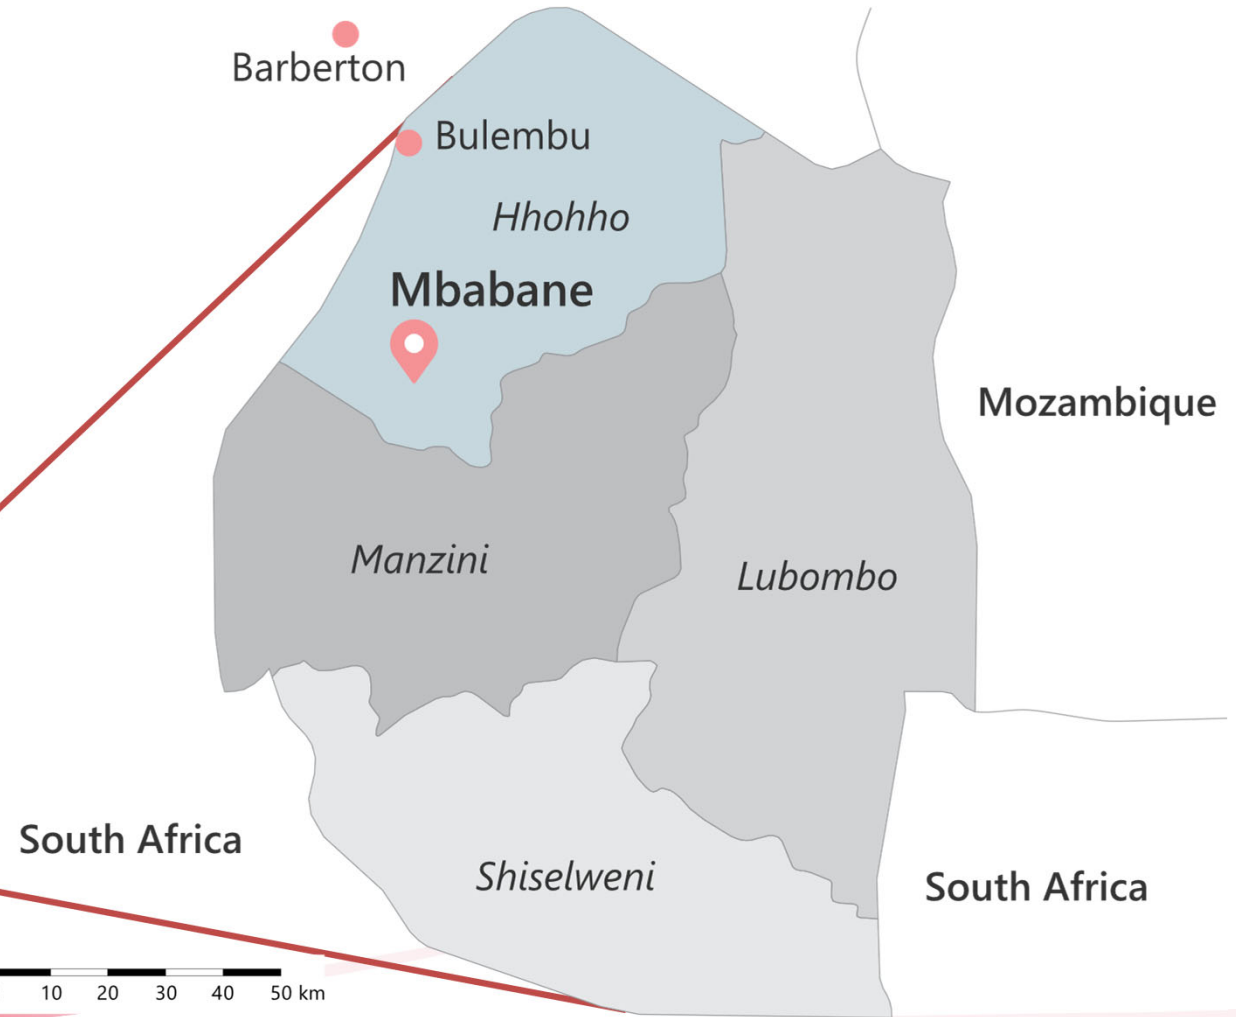 Barberton
Bulembu
Hhohho
Mbabane
Mozambique
Manzini
Lubombo
South Africa
Shiselweni
South Africa
10 20 30 40 50 km